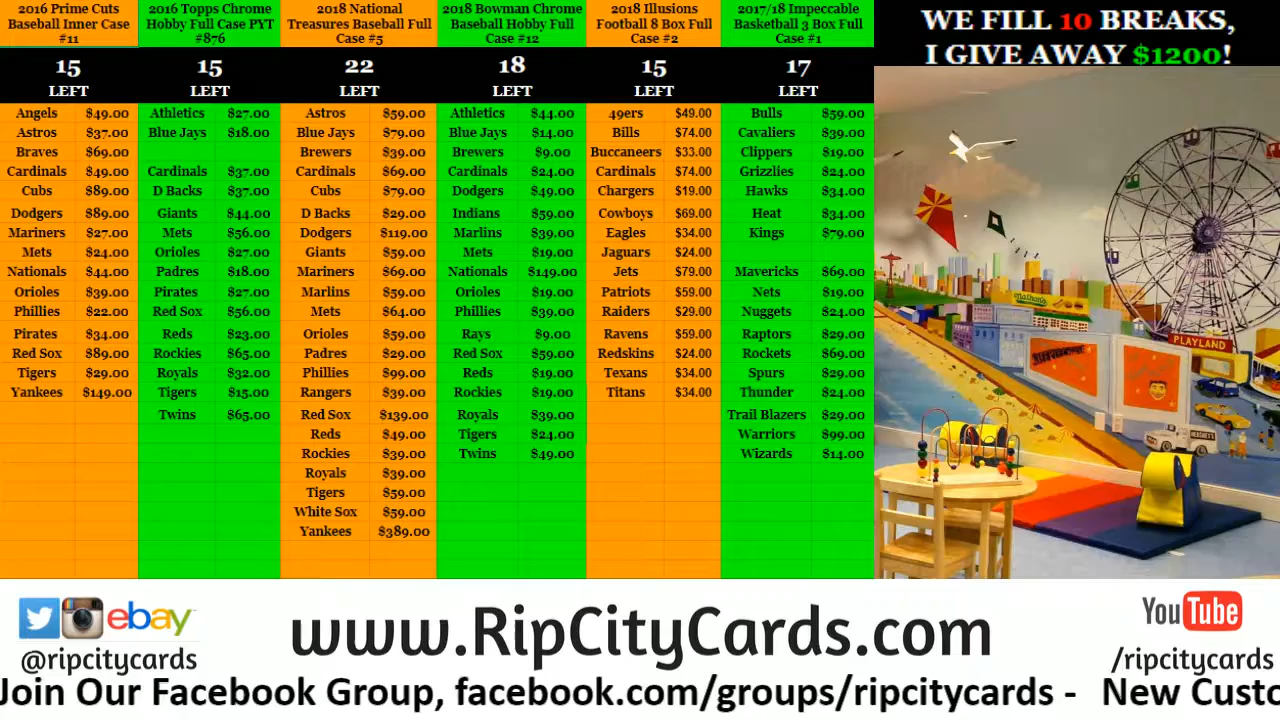 2016 Prime Cuts
Baseball Inner Case
#11
15
LEFT
Angels $49.00
Astros $37.00
Braves $69.00
Cardinals $49.00
Cubs $89.00
Dodgers $89.00
Mariners $27.00
Mets $24.00
Nationals $44.00
Orioles $39.00
Phillies $22.00
Pirates $34.00
Red Sox $89.00
Tigers $29.00
Yankees $149.00
2016 Topps Chrome
Hobby Full Case PYT
#876
15
LEFT
Athletics $27.00
Blue Jays $18.00
Cardinals $37.00
D Backs $37.00
Giants $44.00
Mets $56.00
Orioles $27.00
Padres $18.00
Pirates $27.00
Red Sox $56.00
Reds $23.00
Rockies $65.00
Royals $32.00
Tigers $15.00
Twins $65.00
2018 National
Treasures Baseball Full
Case #5
22
LEFT
Astros $59.00
Blue Jays $79.00
Brewers $39.00
Cardinals $69.00
Cubs $79.00
D Backs $29.00
Dodgers $119.00
Giants $59.00
Mariners $69.00
Marlins $59.00
Mets $64.00
Orioles $59.00
Padres $29.00
Phillies $99.00
Rangers $39.00
Red Sox $139.00
Reds $49.00
Rockies $39.00
Royals $39.00
Tigers $59.00
White Sox $59.00
Yankees $389.00
2018 Bowman Chrome
Baseball Hobby Full
Case #12
18
LEFT
Athletics $44.00
Blue Jays $14.00
Brewers $9.00
Cardinals $24.00
Dodgers $49.00
Indians $59.00
Marlins $39.00
Mets $19.00
Nationals $149.00
Orioles $19.00
Phillies $39.00
Rays $9.00
Red Sox $59.00
Reds $19.00
Rockies $19.00
Royals $39.00
Tigers $24.00
Twins $49.00
2018 Illusions
Football 8 Box Full
Case #2
15
LEFT
49ers $49.00
Bills $74.00
Buccaneers $33.00
Cardinals $74.00
Chargers $19.00
Cowboys $69.00
Eagles $34.00
Jaguars $24.00
Jets $79.00
Patriots $59.00
Raiders $29.00
Ravens $59.00
Redskins $24.00
Texans $34.00
Titans $34.00
2017/18 Impeccable
Basketball 3 Box Full
Case #1
17
LEFT
Bulls $59.00
Cavaliers $39.00
Clippers $19.00
Grizzlies $24.00
Hawks $34.00
Heat $34.00
Kings $79.00
Mavericks $69.00
Nets $19.00
Nuggets $24.00
Raptors $29.00
Rockets $69.00
Spurs $29.00
Thunder $24.00
Trail Blazers $29.00
Warriors $99.00
Wizards $14.00
WE FILL 10 BREAKS,
I GIVE AWAY $1200!
nathan's
PLAYLAND
ebay
@ripcitycards
www.RipCityCards.com
YouTube
/ripcitycards
Join Our Facebook Group, facebook.com/groups/ripcitycards - New Custo